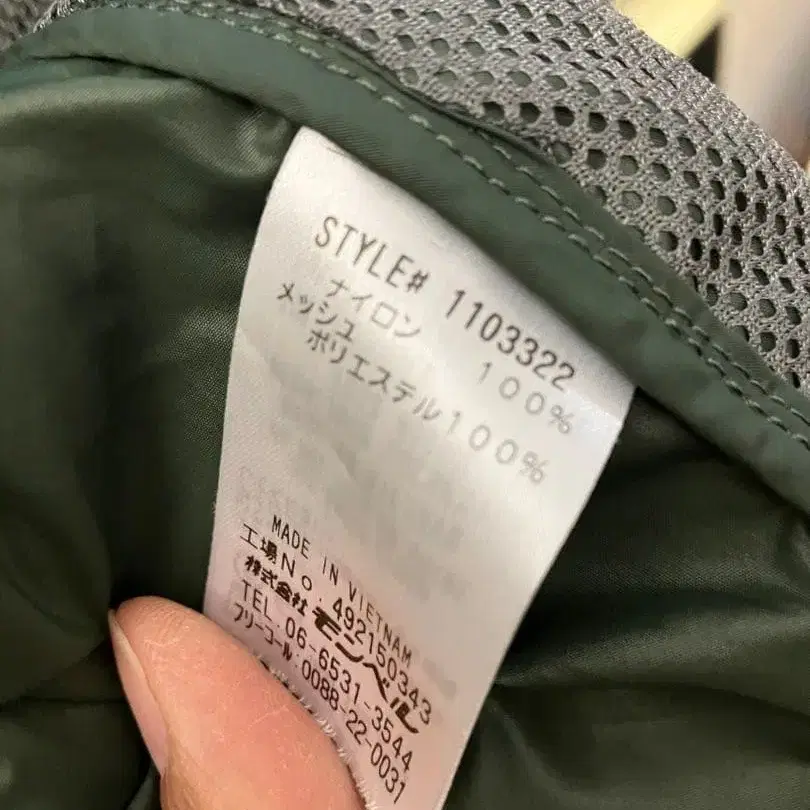 STYLE# 1103322
ナイロン 100%
メッシュ
ポリエステル100%
MADE IN VIETNAM
工場No. 492150343
株式会社 モンベル
TEL. 06-6531-3544
フリーコール:0088-22-0031